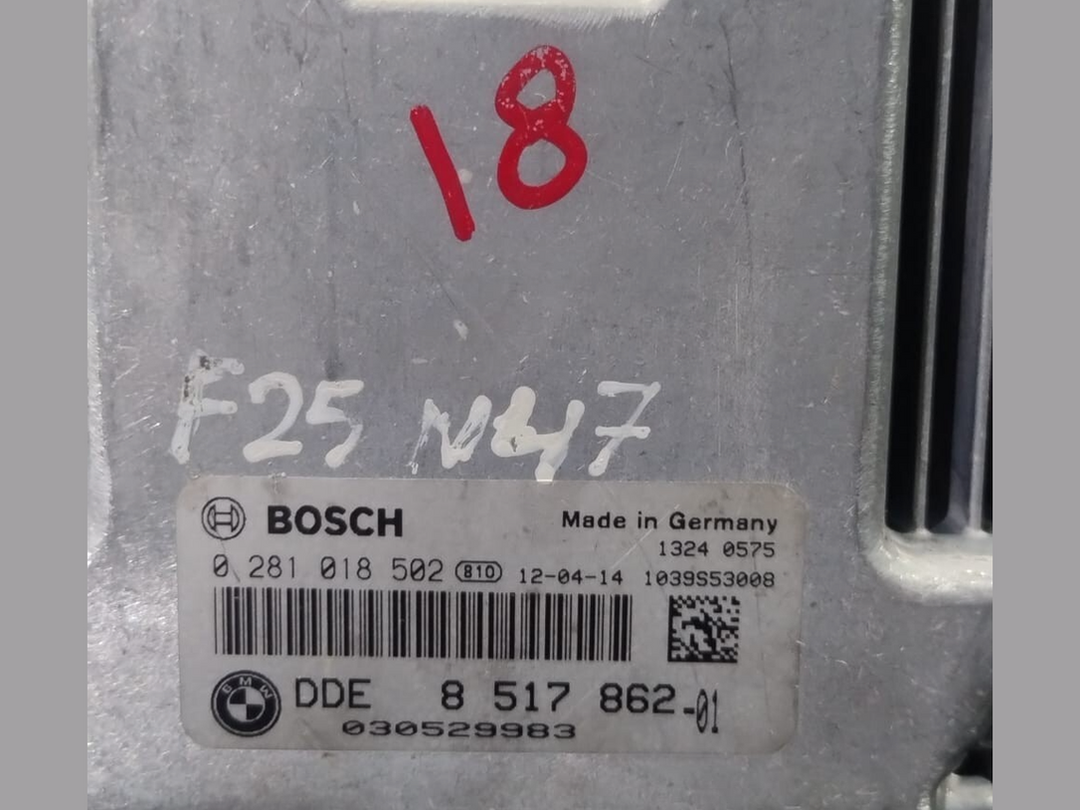 18
F25 N47
BOSCH Made in Germany
1324 0575
0 281 018 502 810 12-04-14 1039S53008
BMW DDE 8 517 862-01
030529983